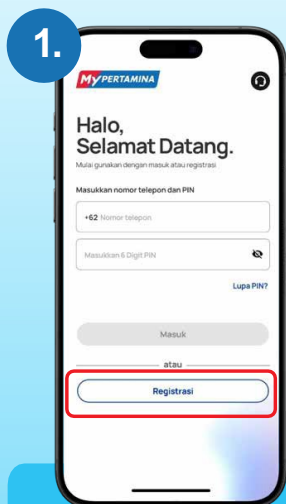 1.
MyPERTAMINA
Halo,
Selamat Datang.
Mulai gunakan dengan masuk atau registrasi
Masukkan nomor telepon dan PIN
+62 Nomor telepon
Masukkan 6 Digit PIN
Lupa PIN?
Masuk
atau
Registrasi